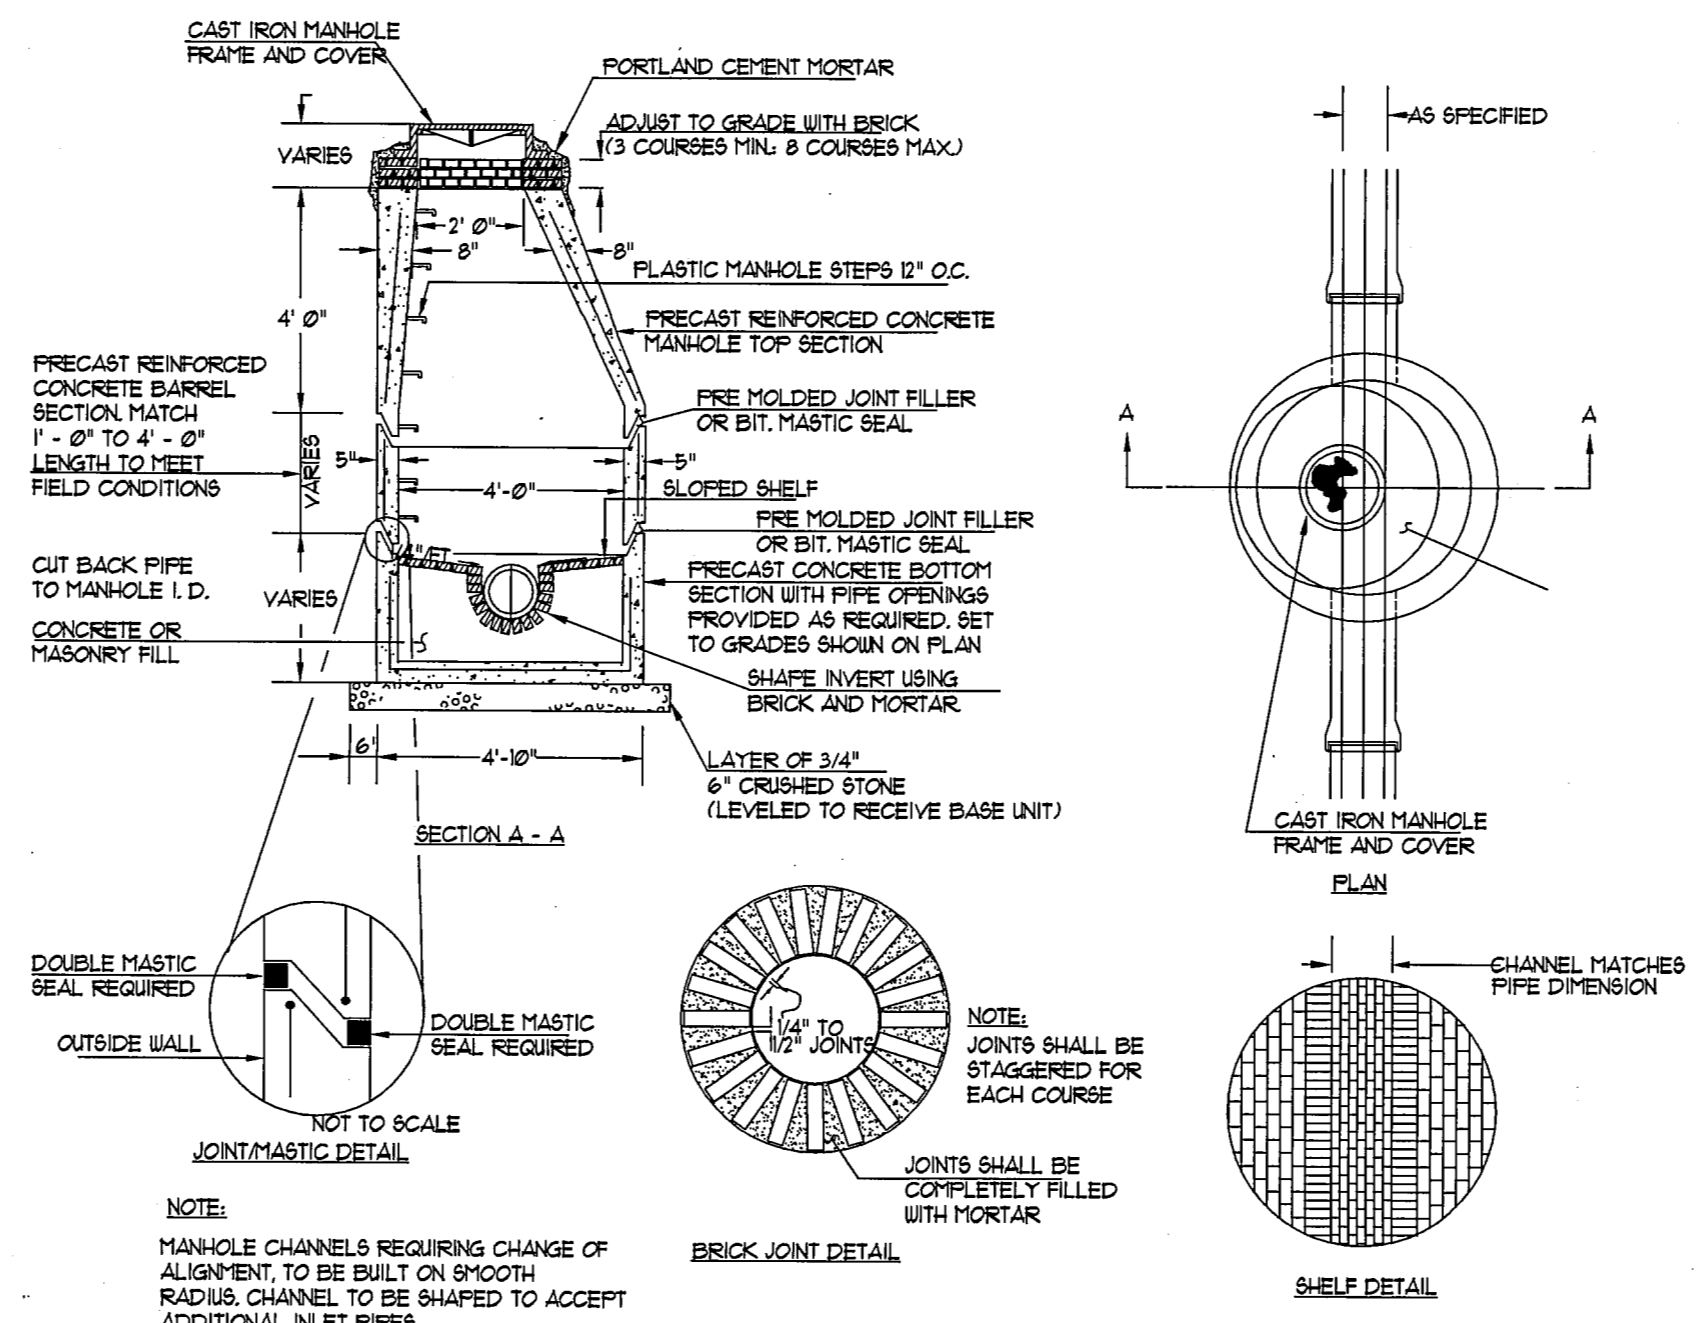 CAST IRON MANHOLE
FRAME AND COVER
PORTLAND CEMENT MORTAR
ADJUST TO GRADE WITH BRICK
(3 COURSES MIN.: 8 COURSES MAX.)
VARIES
2' 0"
8"
8"
PLASTIC MANHOLE STEPS 12" O.C.
4' 0"
PRECAST REINFORCED CONCRETE
MANHOLE TOP SECTION
PRECAST REINFORCED
CONCRETE BARREL
SECTION. MATCH
1' - 0" TO 4' - 0"
LENGTH TO MEET
FIELD CONDITIONS
VARIES
PRE MOLDED JOINT FILLER
OR BIT. MASTIC SEAL
5"
5"
4'-0"
SLOPED SHELF
PRE MOLDED JOINT FILLER
OR BIT. MASTIC SEAL
CUT BACK PIPE
TO MANHOLE I. D.
VARIES
CONCRETE OR
MASONRY FILL
PRECAST CONCRETE BOTTOM
SECTION WITH PIPE OPENINGS
PROVIDED AS REQUIRED. SET
TO GRADES SHOWN ON PLAN
SHAPE INVERT USING
BRICK AND MORTAR
6"
4'-10"
LAYER OF 3/4"
6" CRUSHED STONE
(LEVELED TO RECEIVE BASE UNIT)
SECTION A - A
AS SPECIFIED
A
A
CAST IRON MANHOLE
FRAME AND COVER
PLAN
DOUBLE MASTIC
SEAL REQUIRED
OUTSIDE WALL
DOUBLE MASTIC
SEAL REQUIRED
NOT TO SCALE
JOINT/MASTIC DETAIL
1/4" TO
1/2" JOINTS
NOTE:
JOINTS SHALL BE
STAGGERED FOR
EACH COURSE
JOINTS SHALL BE
COMPLETELY FILLED
WITH MORTAR
BRICK JOINT DETAIL
CHANNEL MATCHES
PIPE DIMENSION
SHELF DETAIL
NOTE:
MANHOLE CHANNELS REQUIRING CHANGE OF
ALIGNMENT, TO BE BUILT ON SMOOTH
RADIUS. CHANNEL TO BE SHAPED TO ACCEPT
ADDITIONAL INLET PIPES